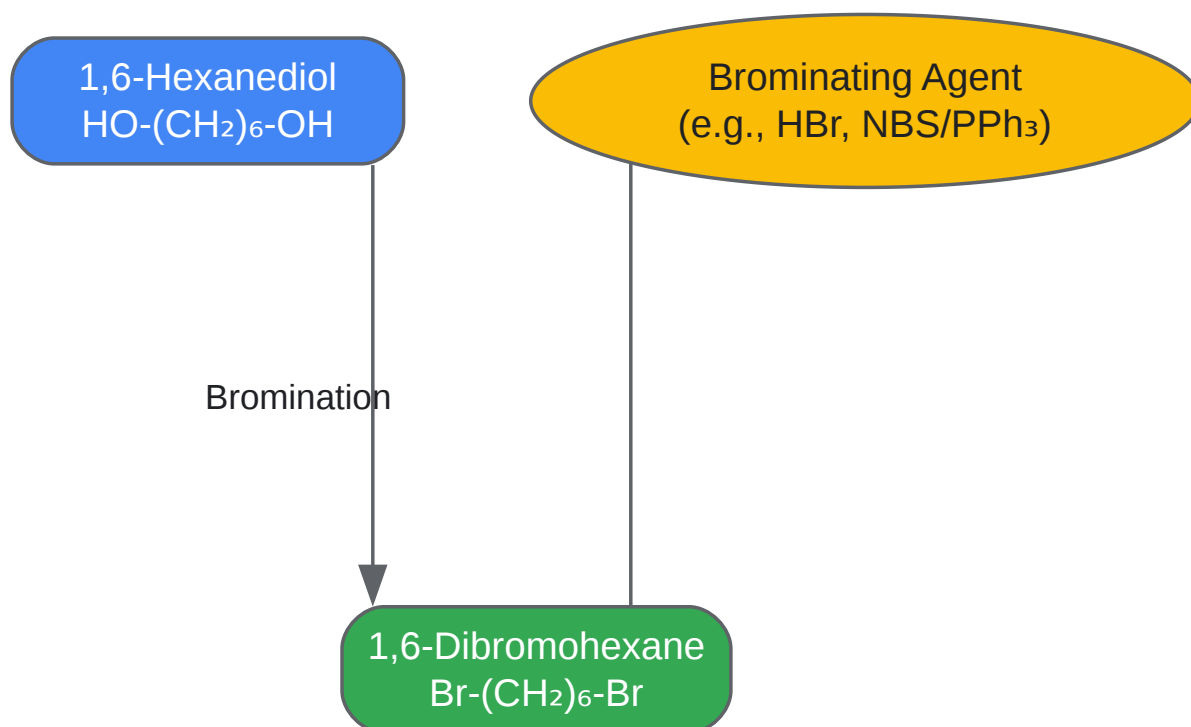 1,6-Hexanediol
HO-(CH₂)₆-OH
Brominating Agent
(e.g., HBr, NBS/PPh₃)
Bromination
1,6-Dibromohexane
Br-(CH₂)₆-Br